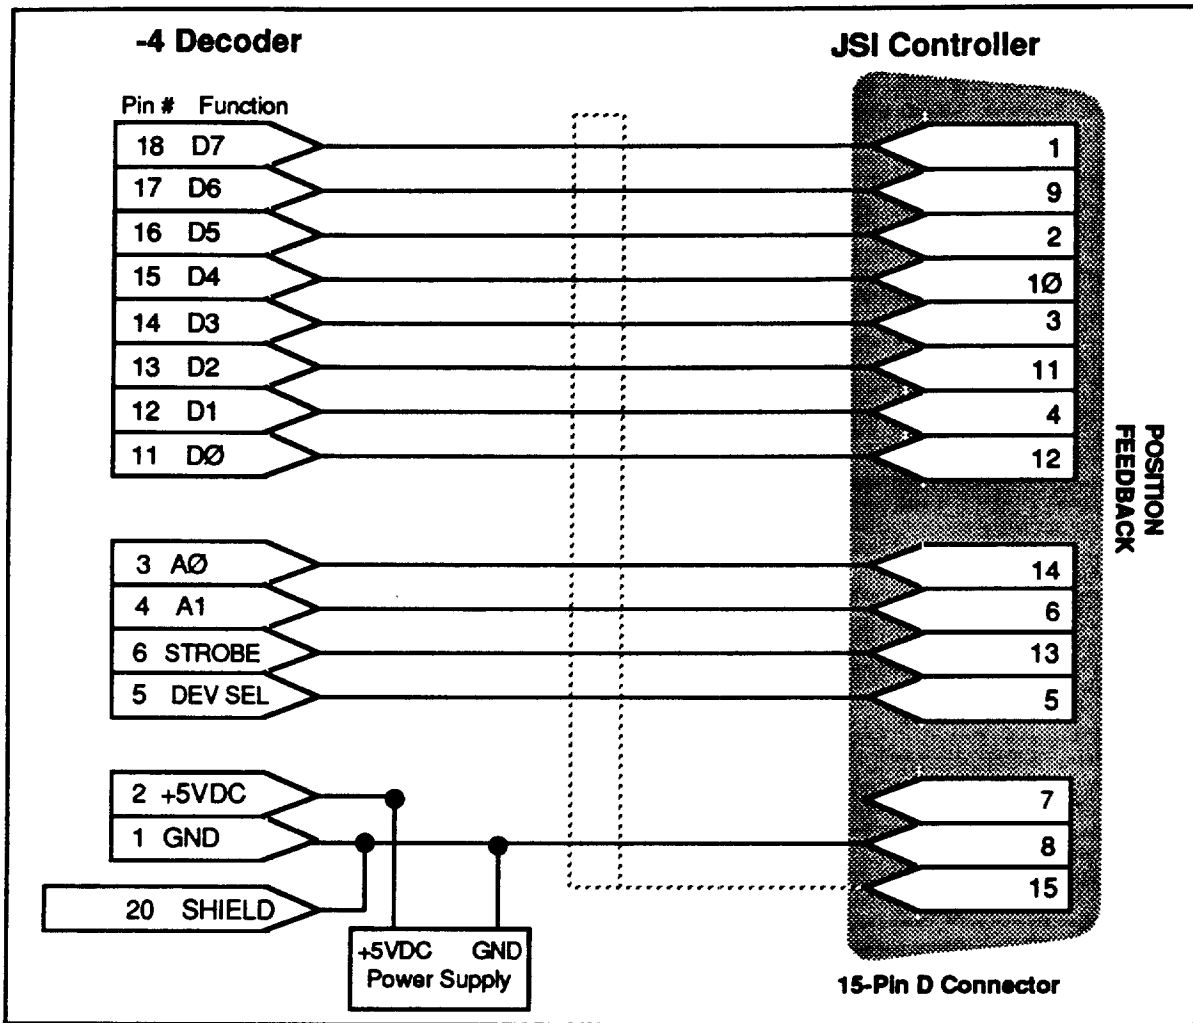 -4 Decoder
JSI Controller
Pin # Function
18 D7
1
17 D6
9
16 D5
2
15 D4
1Ø
14 D3
3
13 D2
11
12 D1
4
11 DØ
12
POSITION
FEEDBACK
3 AØ
14
4 A1
6
6 STROBE
13
5 DEV SEL
5
2 +5VDC
7
1 GND
8
15
20 SHIELD
+5VDC GND
Power Supply
15-Pin D Connector